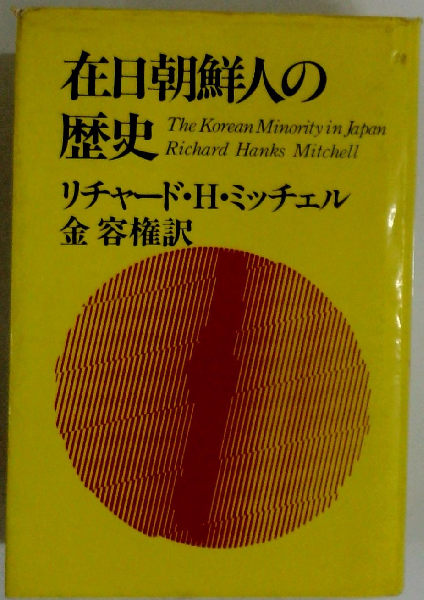 在日朝鮮人の
歴史
The Korean Minority in Japan
Richard Hanks Mitchell
リチャード・H・ミッチェル
金容権訳